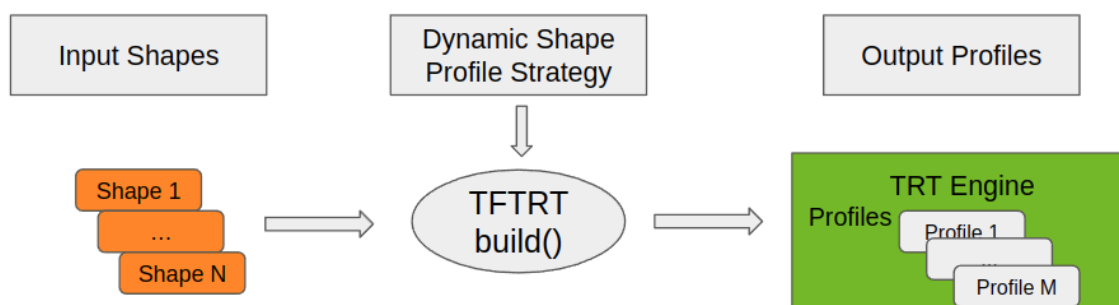 Input Shapes
Dynamic Shape
Profile Strategy
Output Profiles
Shape 1
...
Shape N
TFTRT
build()
TRT Engine
Profiles
Profile 1
...
Profile M